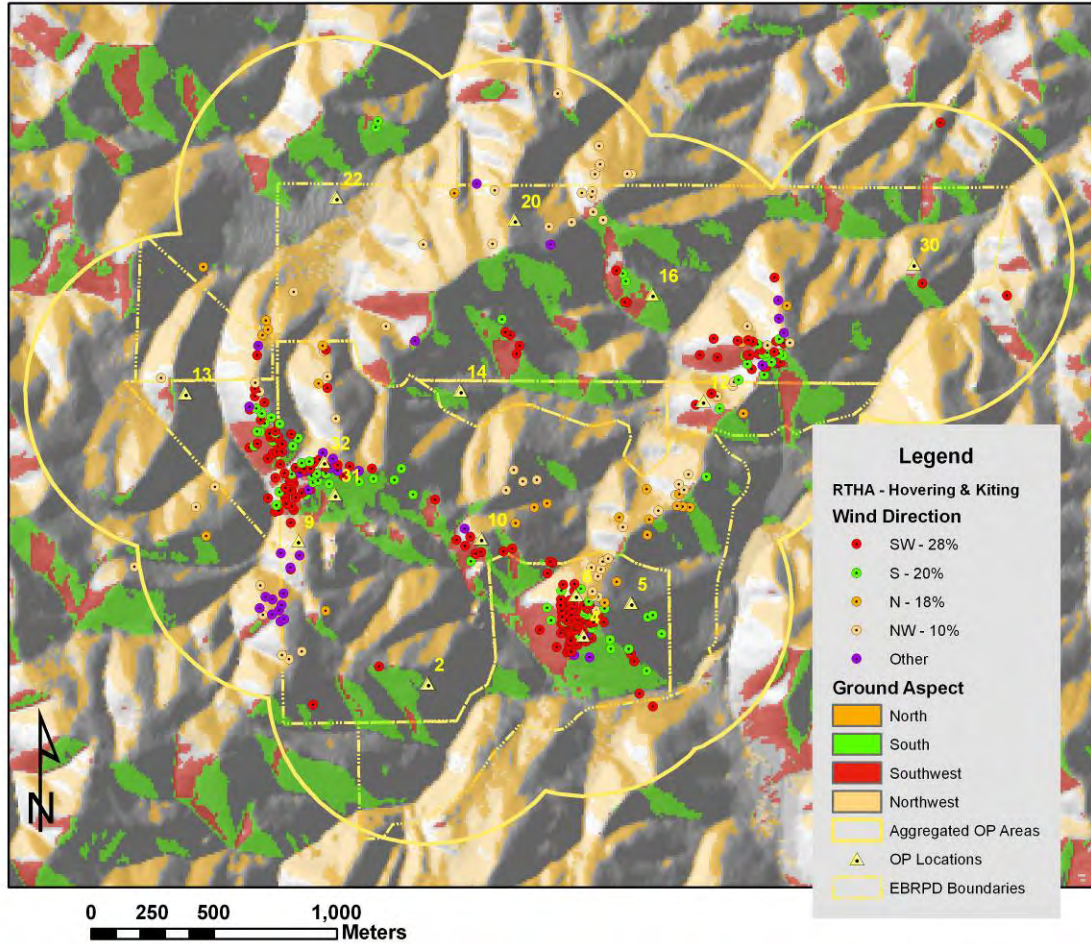 22
20
30
16
13
14
12
32
31
9
10
5
4
2
N
Legend
RTHA - Hovering & Kiting
Wind Direction
SW - 28%
S - 20%
N - 18%
NW - 10%
Other
Ground Aspect
North
South
Southwest
Northwest
Aggregated OP Areas
OP Locations
EBRPD Boundaries
0 250 500 1,000
Meters